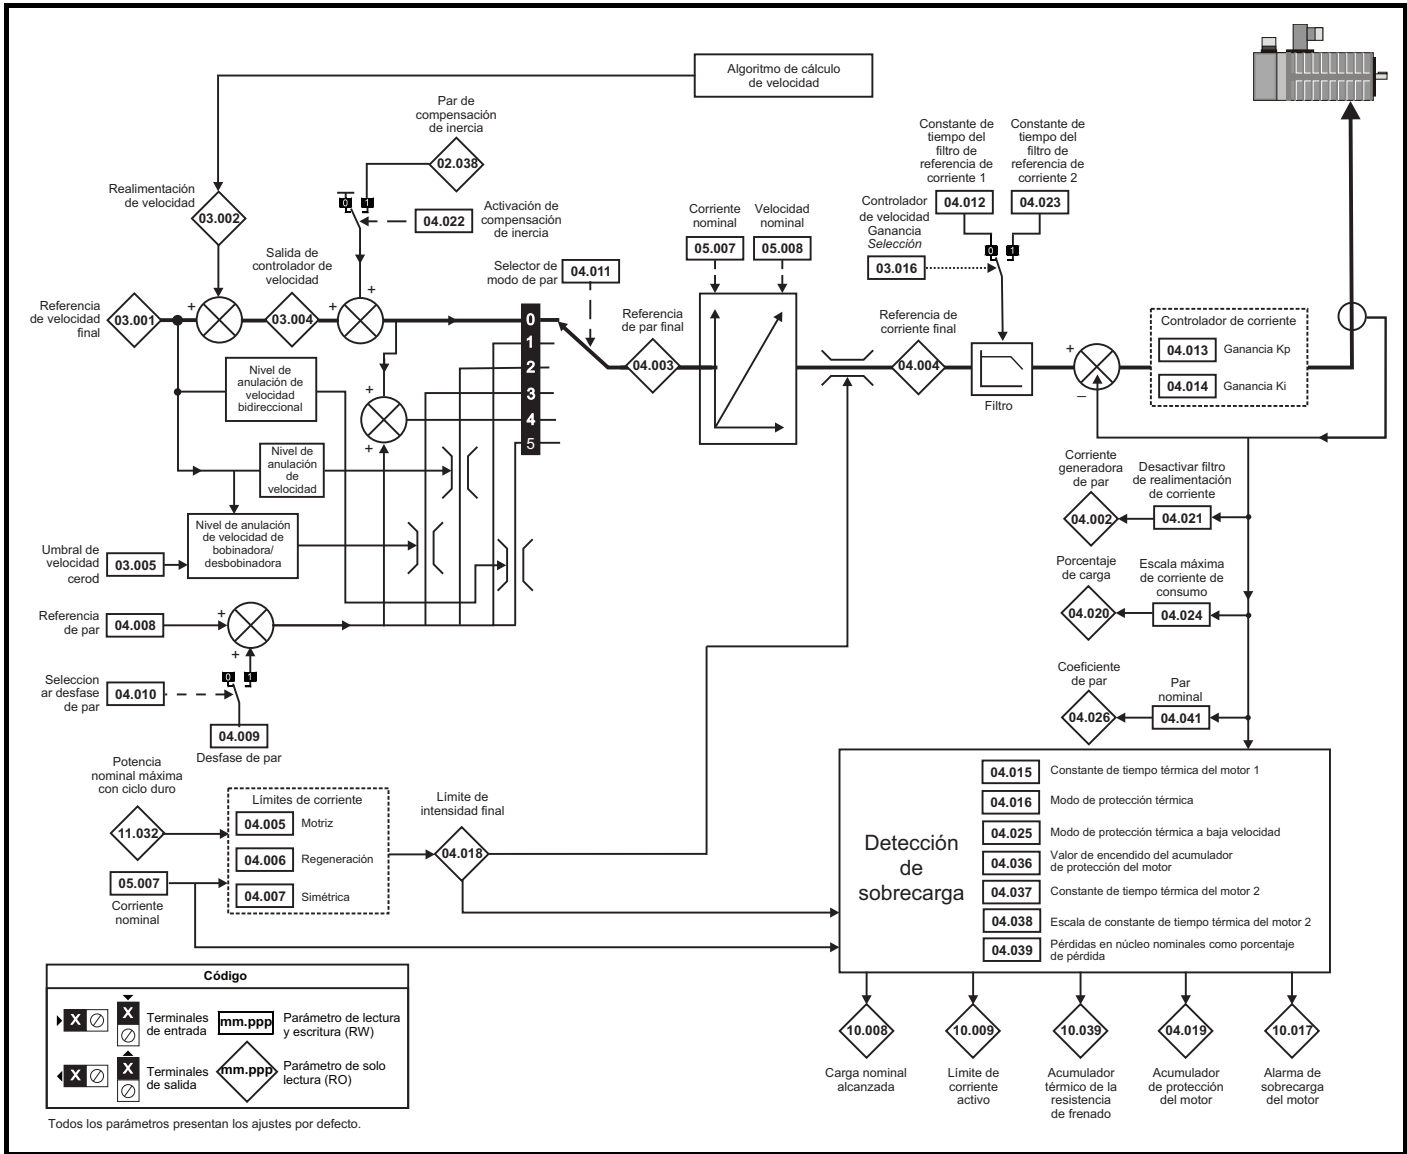 Algoritmo de cálculo
de velocidad
Par de
compensación
de inercia
02.038
Realimentación
de velocidad
03.002
0
1
04.022
Activación de
compensación
de inercia
Salida de
controlador de
velocidad
03.004
Referencia
de velocidad
final
03.001
+
+
+
Selector de
modo de par
04.011
0
1
2
3
4
5
Referencia
de par final
04.003
Corriente
nominal
05.007
Velocidad
nominal
05.008
Controlador
de velocidad
Ganancia
Selección
03.016
Constante de
tiempo del
filtro de
referencia de
corriente 1
04.012
Constante de
tiempo del
filtro de
referencia de
corriente 2
04.023
0
1
Referencia de
corriente final
04.004
Filtro
+
–
Controlador de corriente
04.013
Ganancia Kp
04.014
Ganancia Ki
Nivel de
anulación de
velocidad
bidireccional
+
+
Nivel de
anulación
de
velocidad
Nivel de anulación
de velocidad de
bobinadora/
desbobinadora
Umbral de
velocidad
cerod
03.005
Referencia
de par
04.008
+
+
Seleccion
ar desfase
de par
04.010
0
1
04.009
Desfase de par
Corriente
generadora
de par
04.002
Desactivar filtro
de realimentación
de corriente
04.021
Porcentaje
de carga
04.020
Escala máxima
de corriente de
consumo
04.024
Coeficiente
de par
04.026
Par
nominal
04.041
Potencia
nominal máxima
con ciclo duro
11.032
05.007
Corriente
nominal
Límites de corriente
04.005
Motriz
04.006
Regeneración
04.007
Simétrica
Límite de
intensidad final
04.018
Detección
de
sobrecarga
04.015
Constante de tiempo térmica del motor 1
04.016
Modo de protección térmica
04.025
Modo de protección térmica a baja velocidad
04.036
Valor de encendido del acumulador
de protección del motor
04.037
Constante de tiempo térmica del motor 2
04.038
Escala de constante de tiempo térmica del motor 2
04.039
Pérdidas en núcleo nominales como porcentaje
de pérdida
10.008
Carga nominal
alcanzada
10.009
Límite de
corriente
activo
10.039
Acumulador
térmico de la
resistencia
de frenado
04.019
Acumulador
de protección
del motor
10.017
Alarma de
sobrecarga
del motor
Código
X
X
Terminales
de entrada
mm.ppp
Parámetro de lectura
y escritura (RW)
X
X
Terminales
de salida
mm.ppp
Parámetro de solo
lectura (RO)
Todos los parámetros presentan los ajustes por defecto.